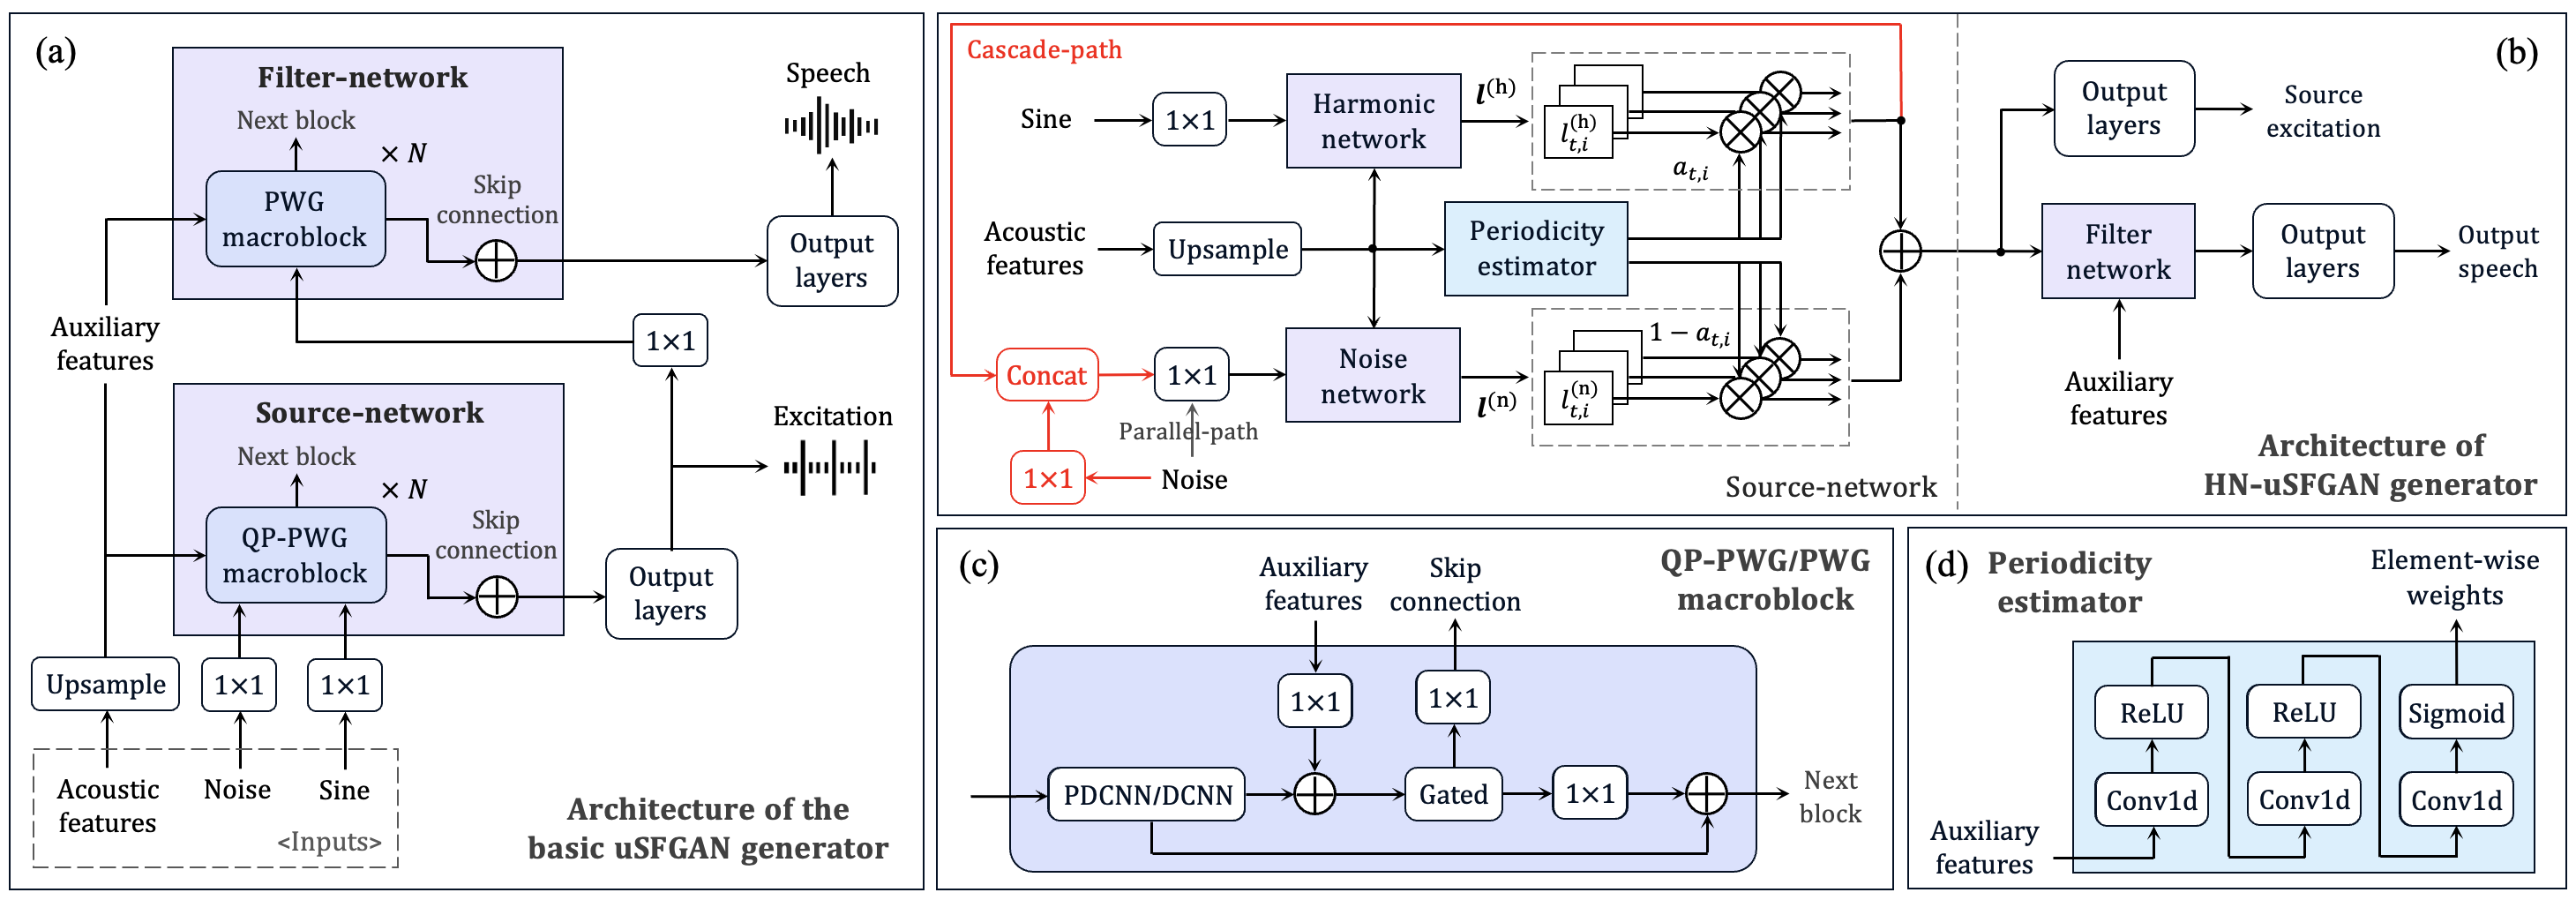 (a)
Filter-network
Next block
× N
PWG
macroblock
Skip
connection
Speech
Output
layers
Auxiliary
features
1×1
Source-network
Next block
× N
QP-PWG
macroblock
Skip
connection
Excitation
Output
layers
Upsample
1×1
1×1
Acoustic
features
Noise
Sine
<Inputs>
Architecture of the
basic uSFGAN generator
(b)
Cascade-path
Sine
1×1
Harmonic
network
l(h)
l(h)t,i
at,i
Acoustic
features
Upsample
Periodicity
estimator
Concat
1×1
Parallel-path
1×1
Noise
Noise
network
l(n)
l(n)t,i
1 − at,i
Source-network
Output
layers
Source
excitation
Filter
network
Output
layers
Output
speech
Auxiliary
features
Architecture of
HN-uSFGAN generator
(c)
QP-PWG/PWG
macroblock
Auxiliary
features
Skip
connection
1×1
1×1
PDCNN/DCNN
Gated
1×1
Next
block
(d)
Periodicity
estimator
Element-wise
weights
ReLU
ReLU
Sigmoid
Conv1d
Conv1d
Conv1d
Auxiliary
features